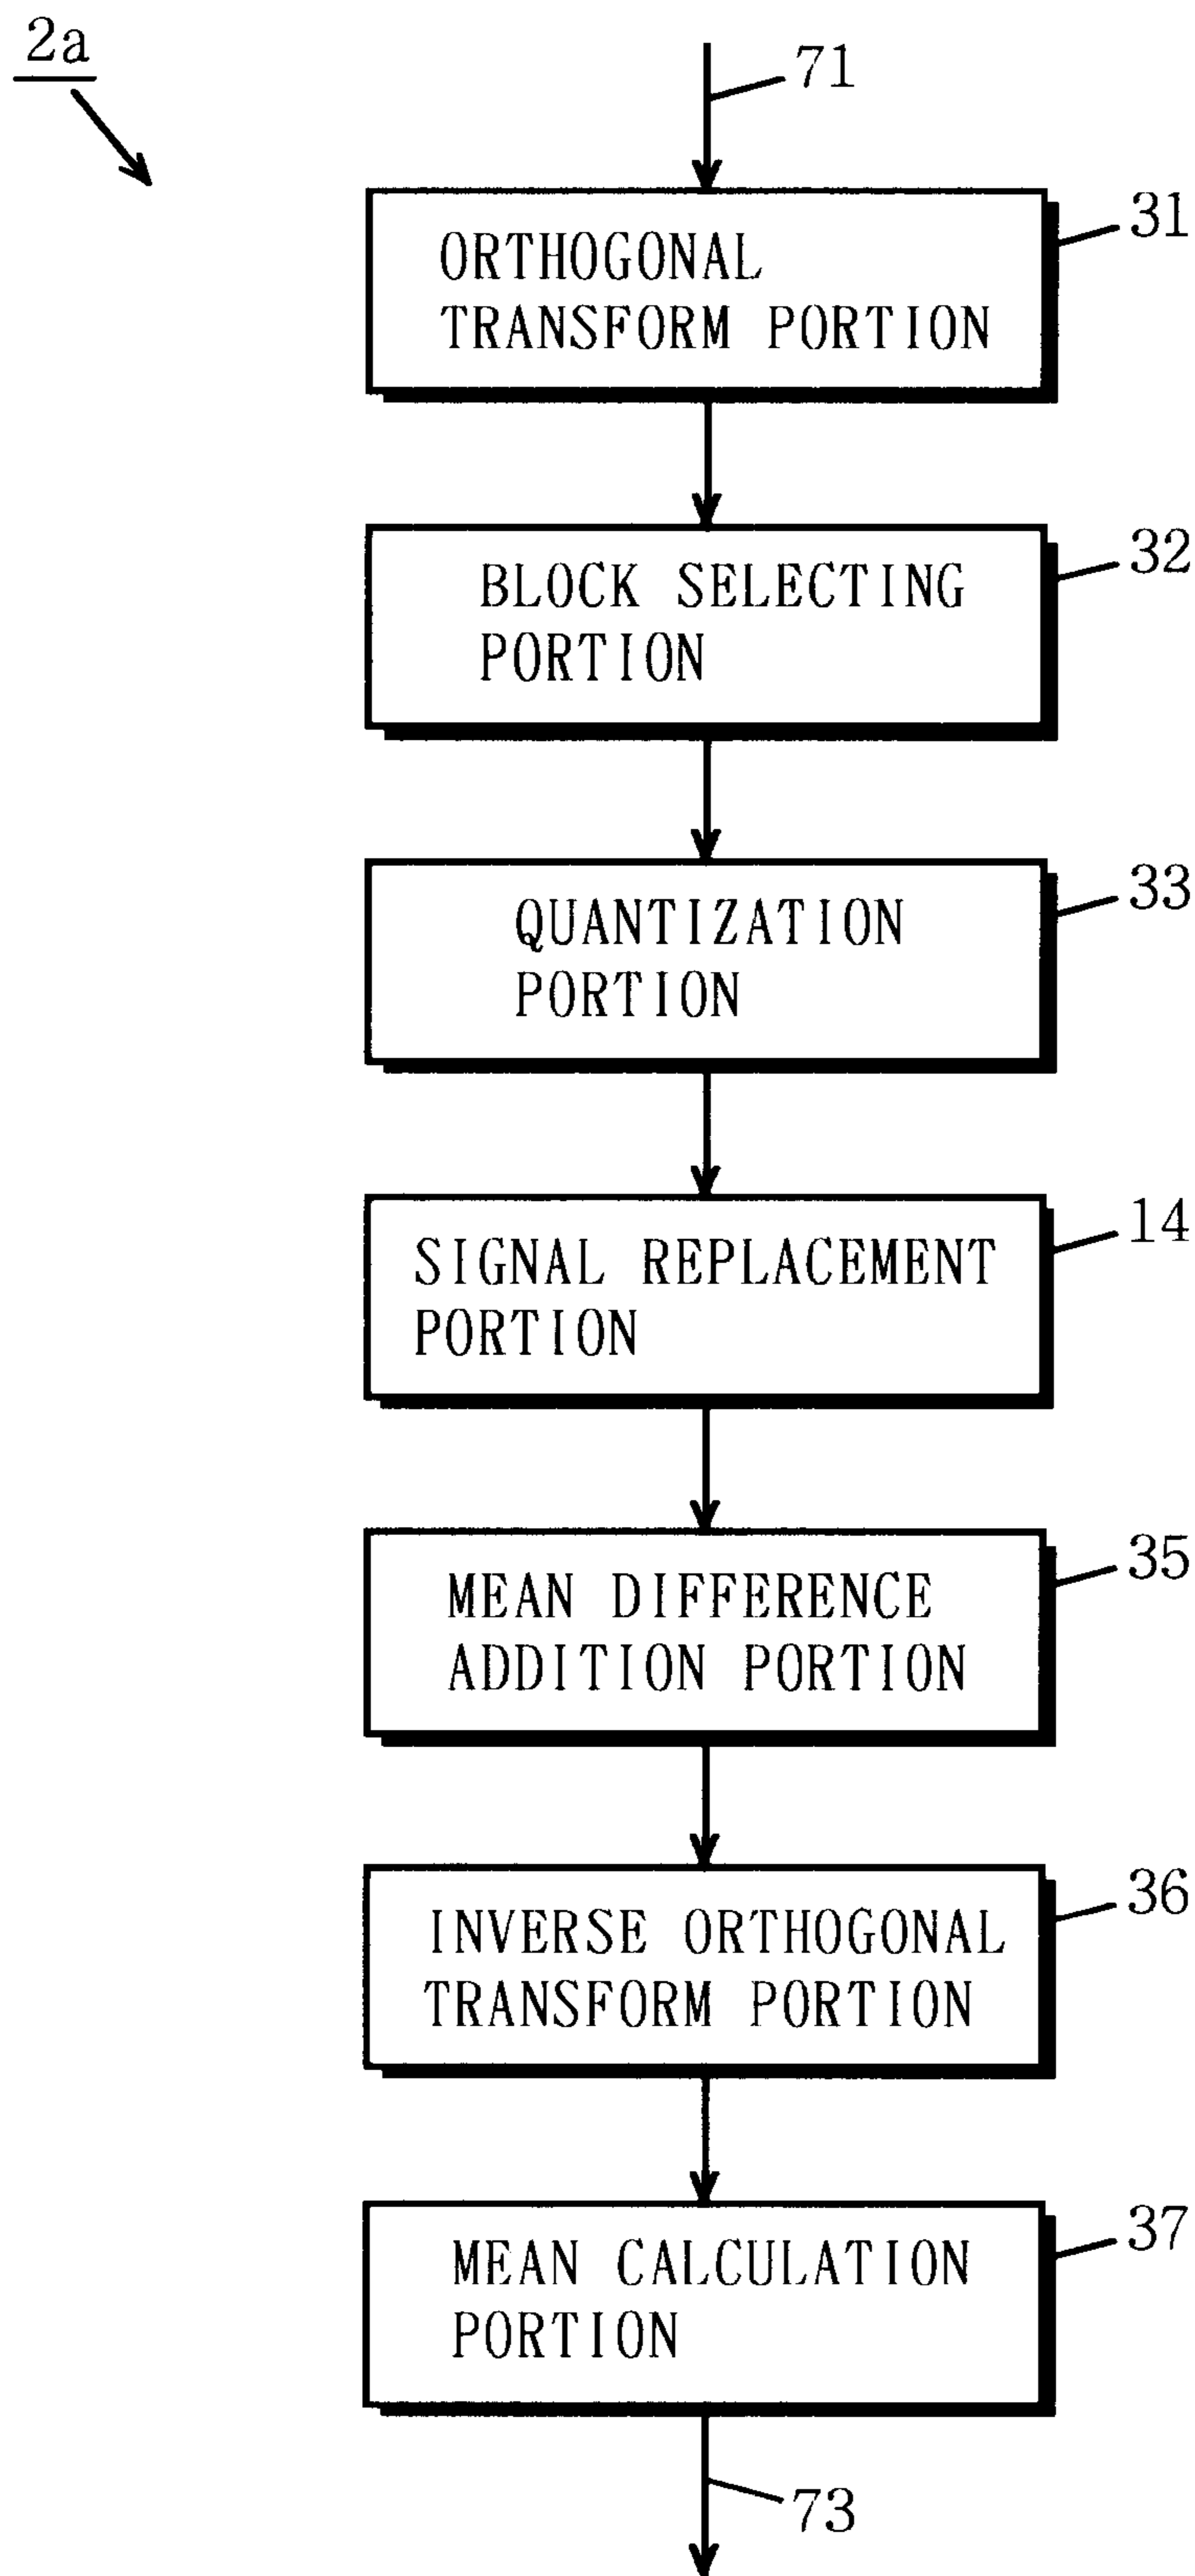 2a
71
31
ORTHOGONAL
TRANSFORM PORTION
32
BLOCK SELECTING
PORTION
33
QUANTIZATION
PORTION
14
SIGNAL REPLACEMENT
PORTION
35
MEAN DIFFERENCE
ADDITION PORTION
36
INVERSE ORTHOGONAL
TRANSFORM PORTION
37
MEAN CALCULATION
PORTION
73